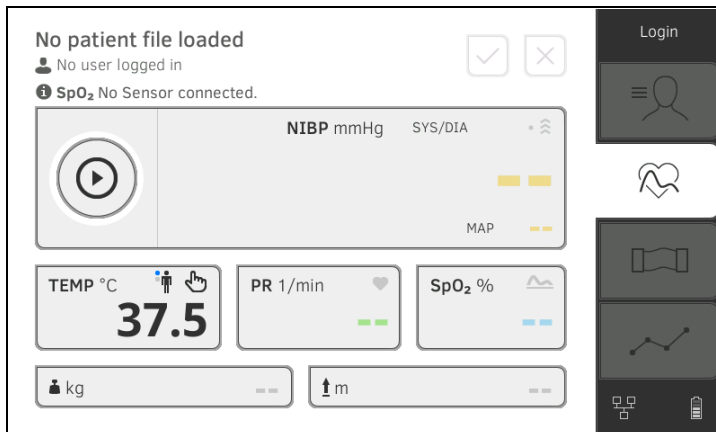 No patient file loaded
No user logged in
SpO₂ No Sensor connected.
NIBP mmHg SYS/DIA
-- --
MAP --
TEMP °C
37.5
PR 1/min
--
SpO₂ %
--
kg --
m --
Login